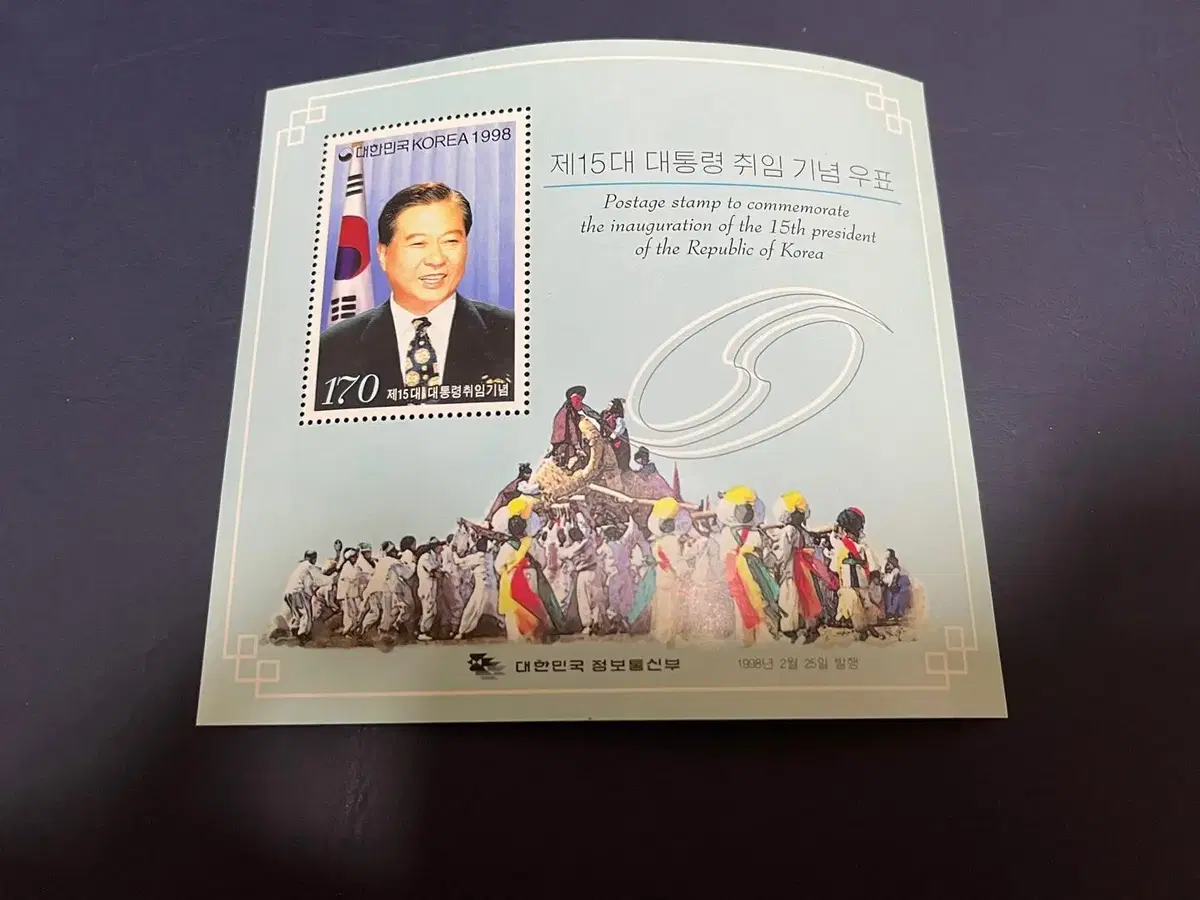 대한민국 KOREA 1998
170 제15대 대통령취임기념
제15대 대통령 취임 기념 우표
Postage stamp to commemorate
the inauguration of the 15th president
of the Republic of Korea
대한민국 정보통신부 1998년 2월 25일 발행